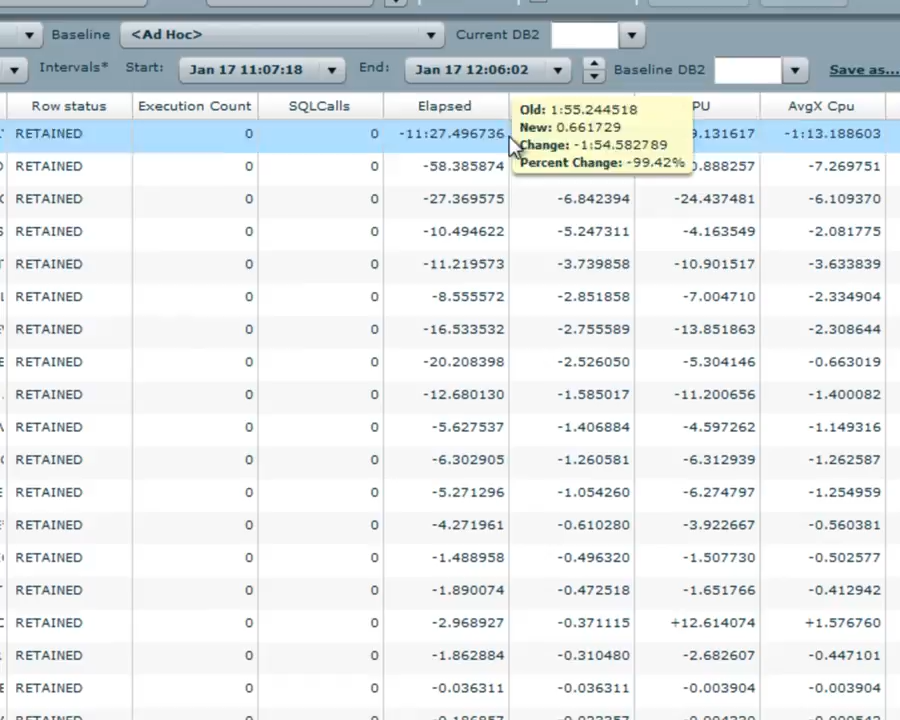 Baseline <Ad Hoc> Current DB2
Intervals* Start: Jan 17 11:07:18 End: Jan 17 12:06:02 Baseline DB2 Save as...
Row status Execution Count SQLCalls Elapsed PU AvgX Cpu
RETAINED 0 0 -11:27.496736 9.131617 -1:13.188603
Old: 1:55.244518
New: 0.661729
Change: -1:54.582789
Percent Change: -99.42%
RETAINED 0 0 -58.385874 0.888257 -7.269751
RETAINED 0 0 -27.369575 -6.842394 -24.437481 -6.109370
RETAINED 0 0 -10.494622 -5.247311 -4.163549 -2.081775
RETAINED 0 0 -11.219573 -3.739858 -10.901517 -3.633839
RETAINED 0 0 -8.555572 -2.851858 -7.004710 -2.334904
RETAINED 0 0 -16.533532 -2.755589 -13.851863 -2.308644
RETAINED 0 0 -20.208398 -2.526050 -5.304146 -0.663019
RETAINED 0 0 -12.680130 -1.585017 -11.200656 -1.400082
RETAINED 0 0 -5.627537 -1.406884 -4.597262 -1.149316
RETAINED 0 0 -6.302905 -1.260581 -6.312939 -1.262587
RETAINED 0 0 -5.271296 -1.054260 -6.274797 -1.254959
RETAINED 0 0 -4.271961 -0.610280 -3.922667 -0.560381
RETAINED 0 0 -1.488958 -0.496320 -1.507730 -0.502577
RETAINED 0 0 -1.890074 -0.472518 -1.651766 -0.412942
RETAINED 0 0 -2.968927 -0.371115 +12.614074 +1.576760
RETAINED 0 0 -1.862884 -0.310480 -2.682607 -0.447101
RETAINED 0 0 -0.036311 -0.036311 -0.003904 -0.003904